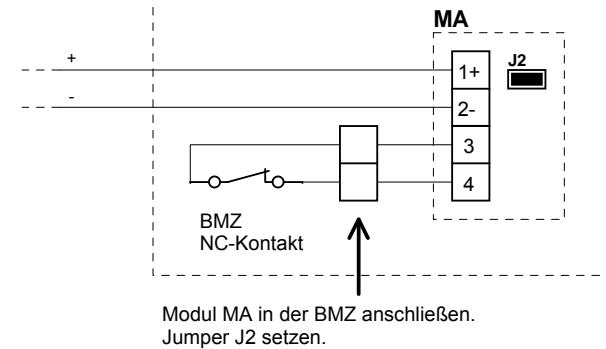 MA
J2
+
1+
-
2-
3
4
BMZ
NC-Kontakt
Modul MA in der BMZ anschließen.
Jumper J2 setzen.